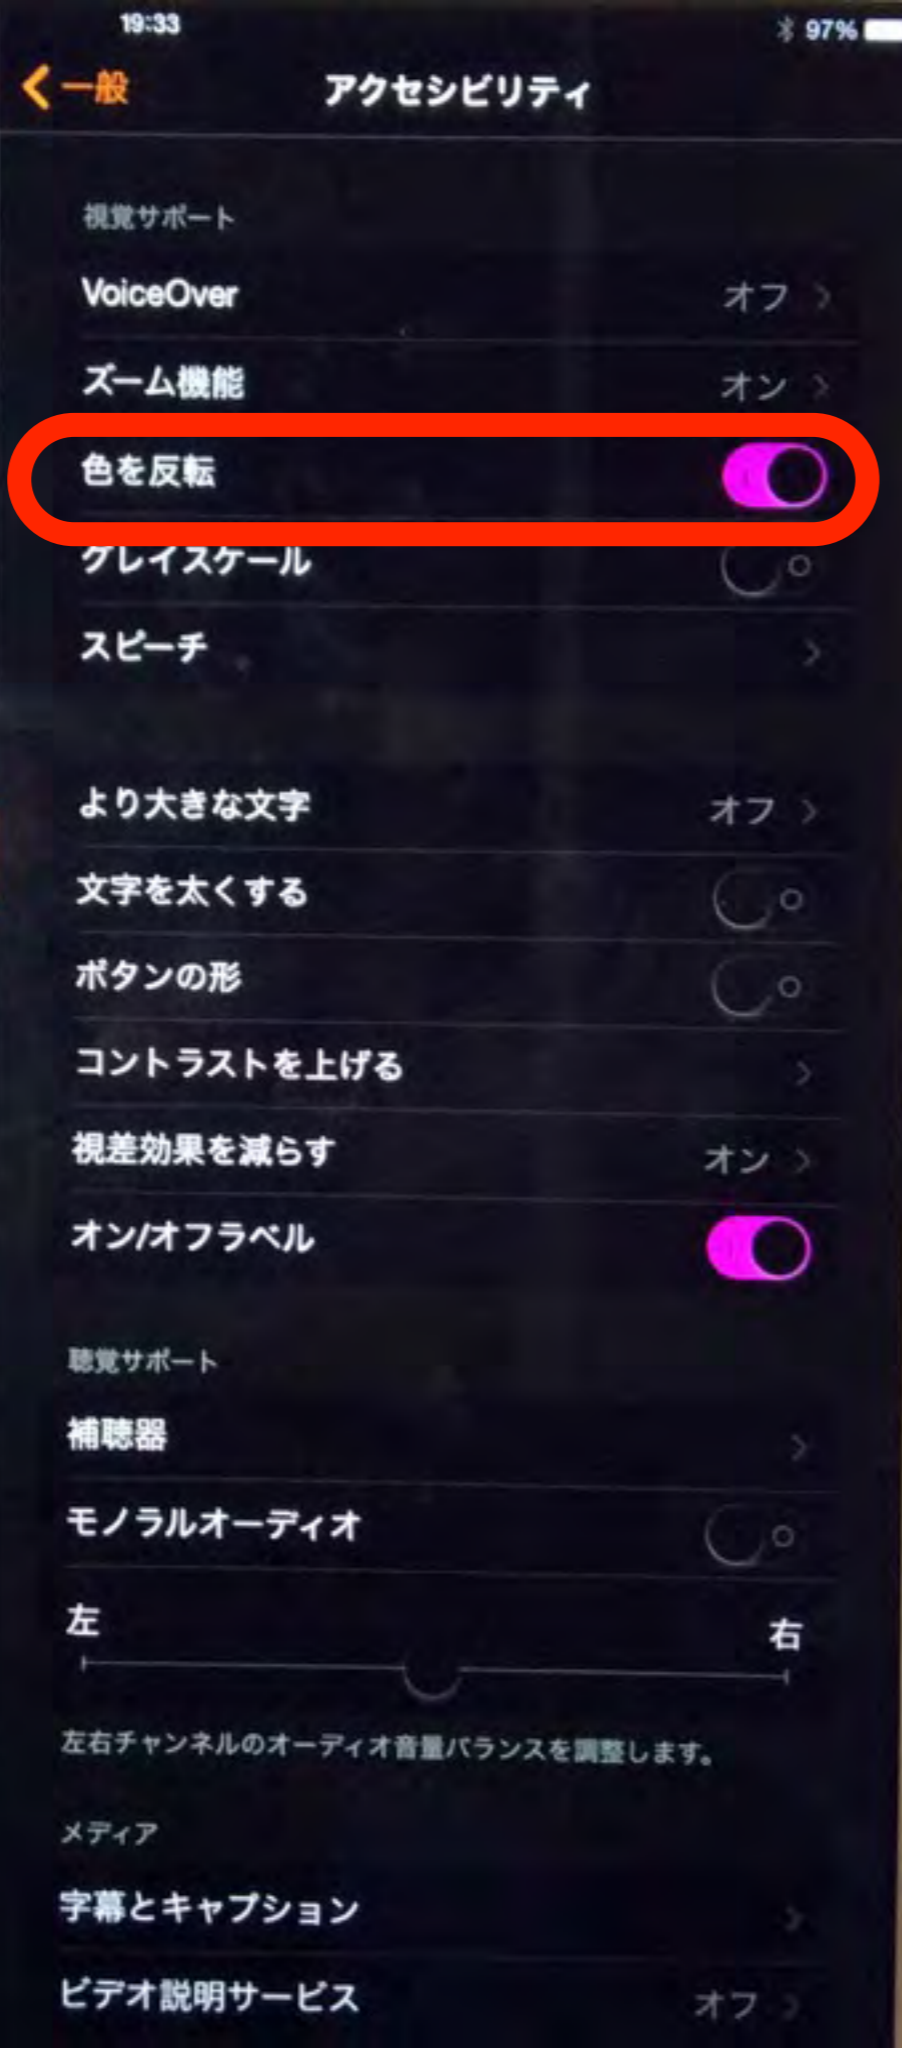 19:33
97%
一般
アクセシビリティ
視覚サポート
VoiceOver オフ
ズーム機能 オン
色を反転
グレイスケール
スピーチ
より大きな文字 オフ
文字を太くする
ボタンの形
コントラストを上げる
視差効果を減らす オン
オン/オフラベル
聴覚サポート
補聴器
モノラルオーディオ
左 右
左右チャンネルのオーディオ音量バランスを調整します。
メディア
字幕とキャプション
ビデオ説明サービス オフ